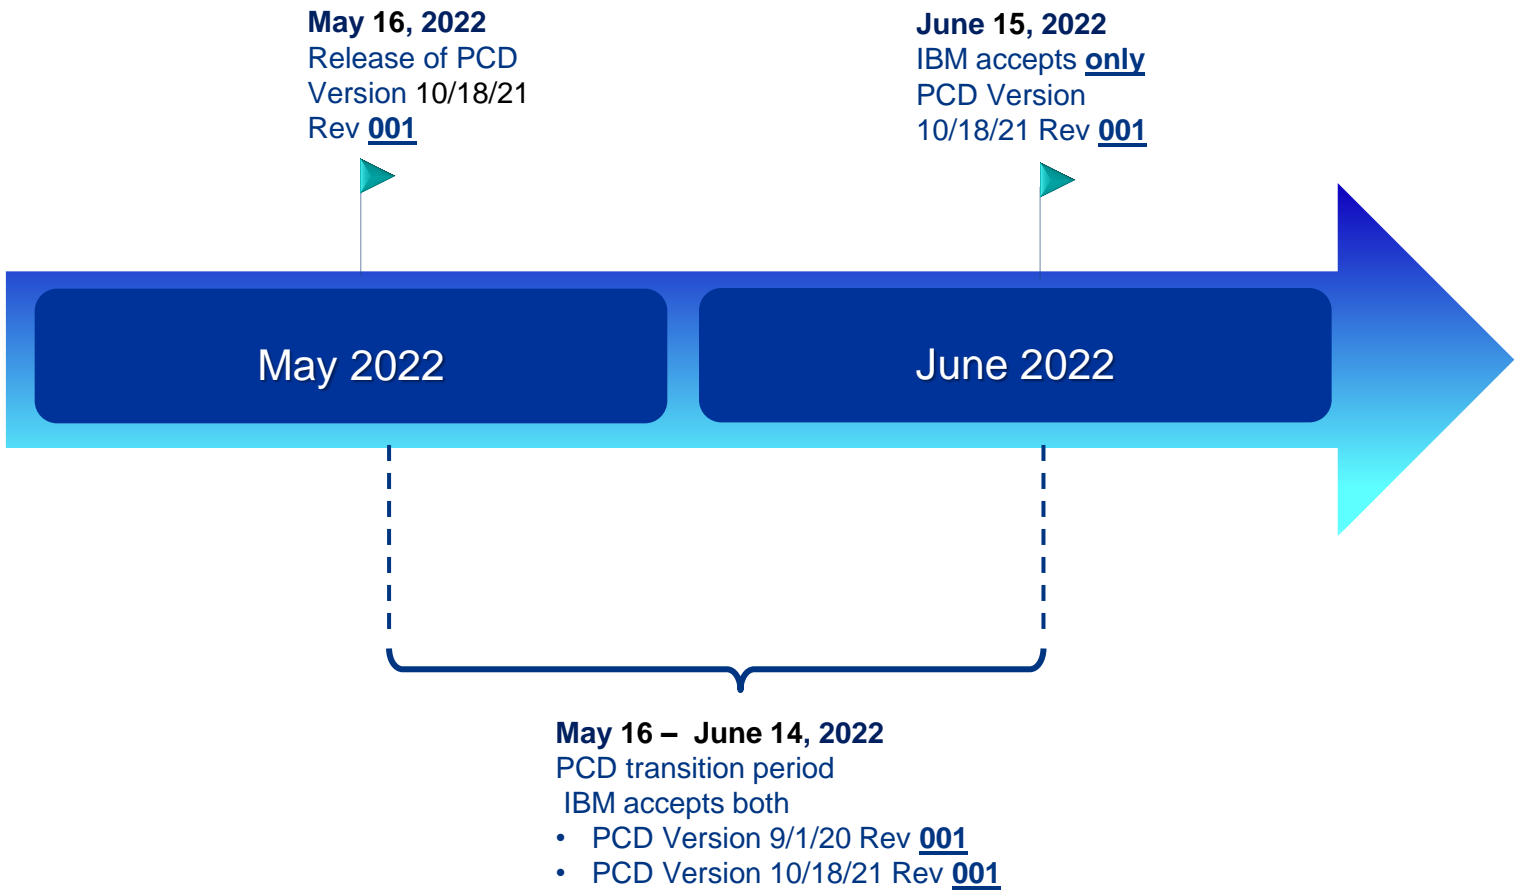 May 16, 2022
Release of PCD
Version 10/18/21
Rev 001
June 15, 2022
IBM accepts only
PCD Version
10/18/21 Rev 001
May 2022
June 2022
May 16 – June 14, 2022
PCD transition period
IBM accepts both
• PCD Version 9/1/20 Rev 001
• PCD Version 10/18/21 Rev 001